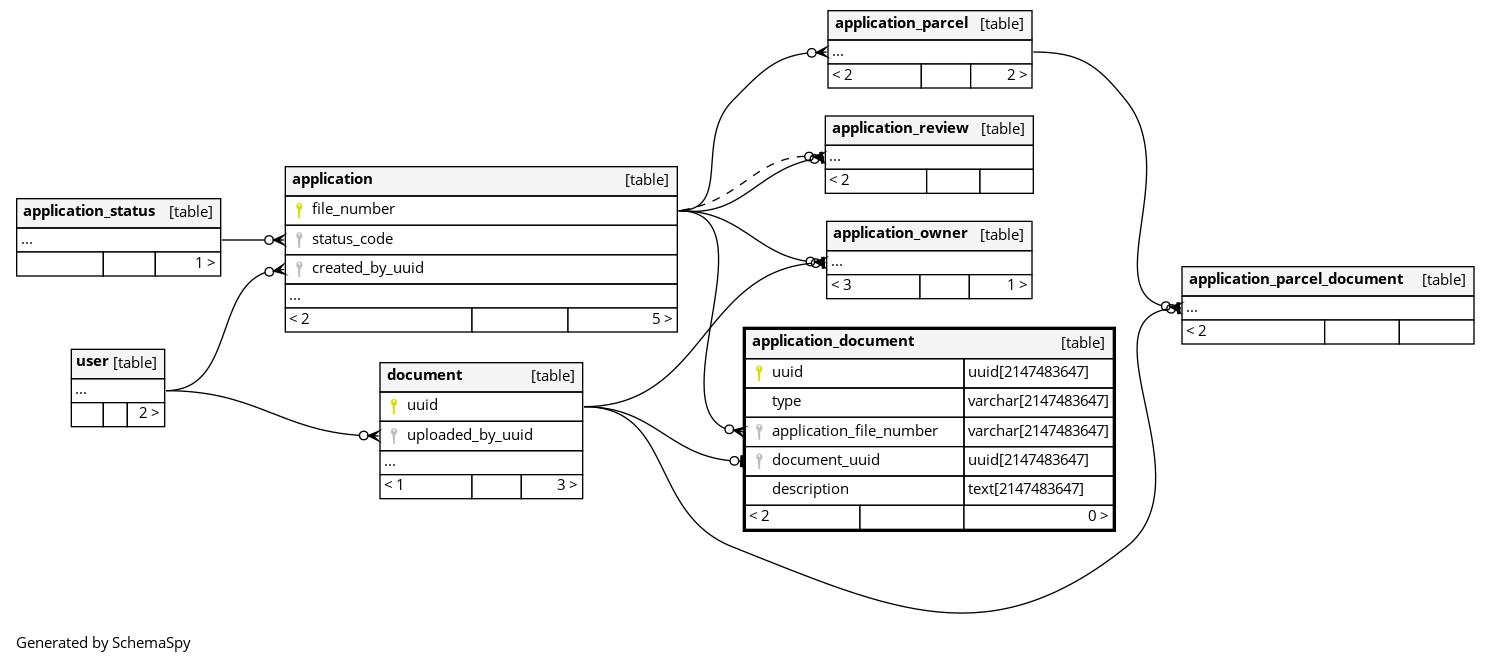 application_parcel [table]
...
< 2 2 >
application_review [table]
...
< 2
application [table]
file_number
status_code
created_by_uuid
...
< 2 5 >
application_status [table]
...
1 >
application_owner [table]
...
< 3 1 >
application_parcel_document [table]
...
< 2
user [table]
...
2 >
document [table]
uuid
uploaded_by_uuid
...
< 1 3 >
application_document [table]
uuid uuid[2147483647]
type varchar[2147483647]
application_file_number varchar[2147483647]
document_uuid uuid[2147483647]
description text[2147483647]
< 2 0 >
Generated by SchemaSpy